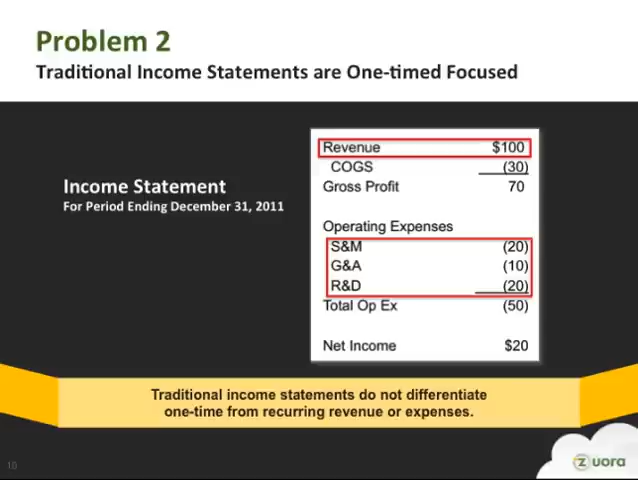 Problem 2
Traditional Income Statements are One-timed Focused
Income Statement
For Period Ending December 31, 2011
Revenue $100
COGS (30)
Gross Profit 70
Operating Expenses
S&M (20)
G&A (10)
R&D (20)
Total Op Ex (50)
Net Income $20
Traditional income statements do not differentiate
one-time from recurring revenue or expenses.
zuora